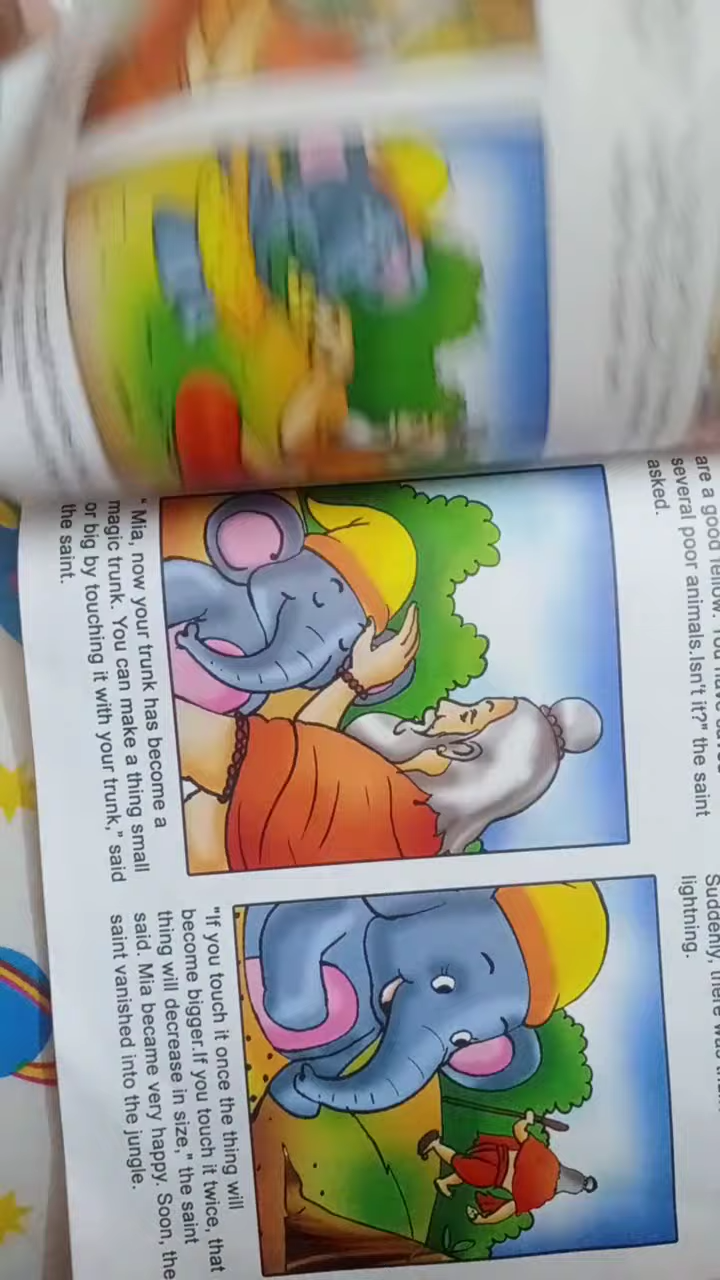 are a good fellow. You have
several poor animals.Isn't it?" the saint
asked.
Suddenly, there was
lightning.
" Mia, now your trunk has become a
magic trunk. You can make a thing small
or big by touching it with your trunk," said
the saint.
"If you touch it once the thing will
become bigger.If you touch it twice, that
thing will decrease in size," the saint
said. Mia became very happy. Soon, the
saint vanished into the jungle.